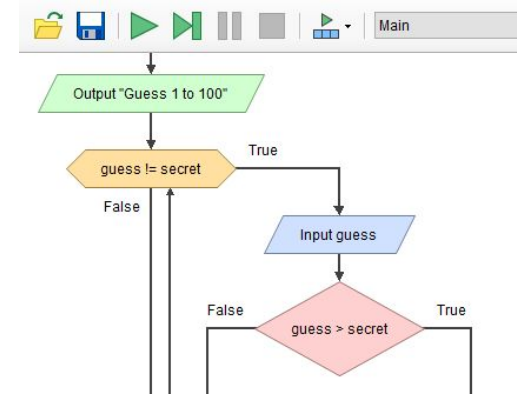 Main
Output "Guess 1 to 100"
guess != secret
True
False
Input guess
False
True
guess > secret